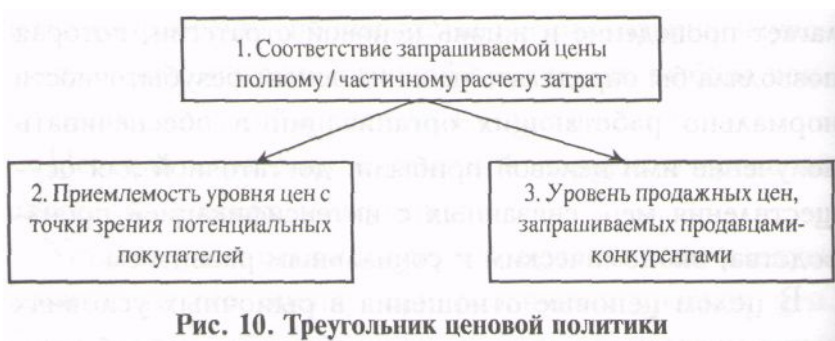 1. Соответствие запрашиваемой цены
полному / частичному расчету затрат
2. Приемлемость уровня цен с
точки зрения потенциальных
покупателей
3. Уровень продажных цен,
запрашиваемых продавцами-
конкурентами
Рис. 10. Треугольник ценовой политики